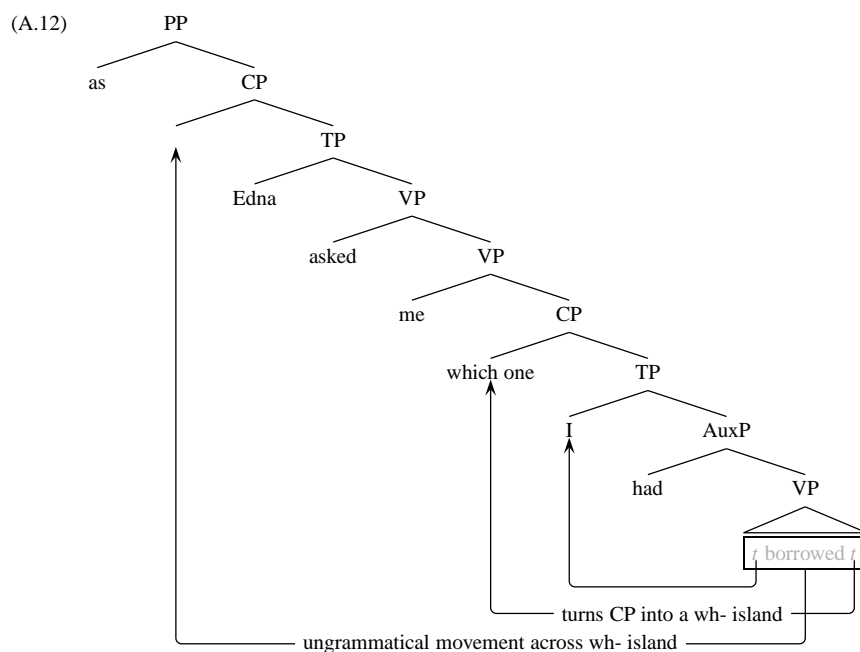 (A.12) PP
as CP
TP
Edna VP
asked VP
me CP
which one TP
I AuxP
had VP
t borrowed t
turns CP into a wh- island
ungrammatical movement across wh- island